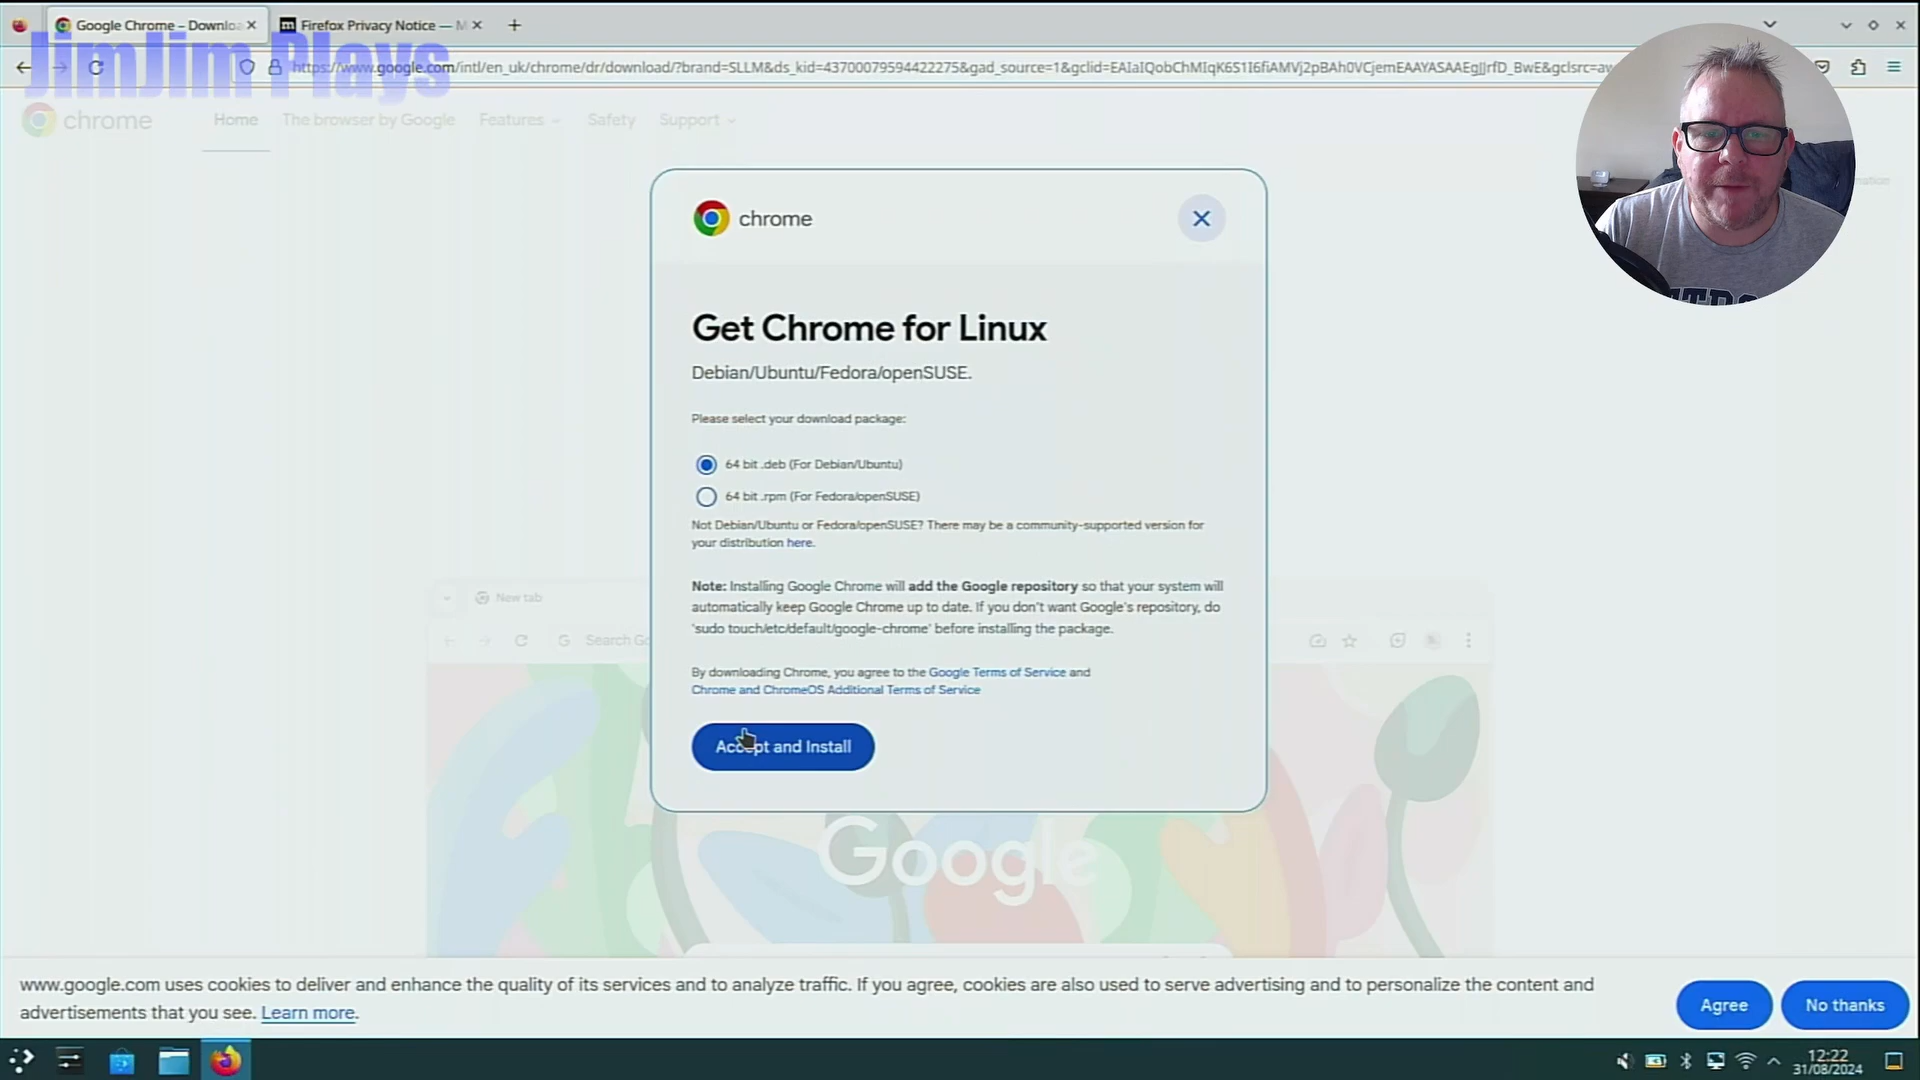 Google Chrome – Downloa
Firefox Privacy Notice — M
JimJim Plays
https://www.google.com/intl/en_uk/chrome/dr/download/?brand=SLLM&ds_kid=43700079594422275&gad_source=1&gclid=EAIaIQobChMIqK6S1I6fiAMVj2pBAh0VCjemEAAYASAAEgJJrfD_BwE&gclsrc=aw
chrome
Home
The browser by Google
Features
Safety
Support
chrome
Get Chrome for Linux
Debian/Ubuntu/Fedora/openSUSE.
Please select your download package:
64 bit .deb (For Debian/Ubuntu)
64 bit .rpm (For Fedora/openSUSE)
Not Debian/Ubuntu or Fedora/openSUSE? There may be a community-supported version for
your distribution here.
Note: Installing Google Chrome will add the Google repository so that your system will
automatically keep Google Chrome up to date. If you don't want Google's repository, do
'sudo touch/etc/default/google-chrome' before installing the package.
New tab
Search Go
By downloading Chrome, you agree to the Google Terms of Service and
Chrome and ChromeOS Additional Terms of Service
Accept and Install
Google
www.google.com uses cookies to deliver and enhance the quality of its services and to analyze traffic. If you agree, cookies are also used to serve advertising and to personalize the content and
advertisements that you see. Learn more.
Agree
No thanks
12:22
31/08/2024